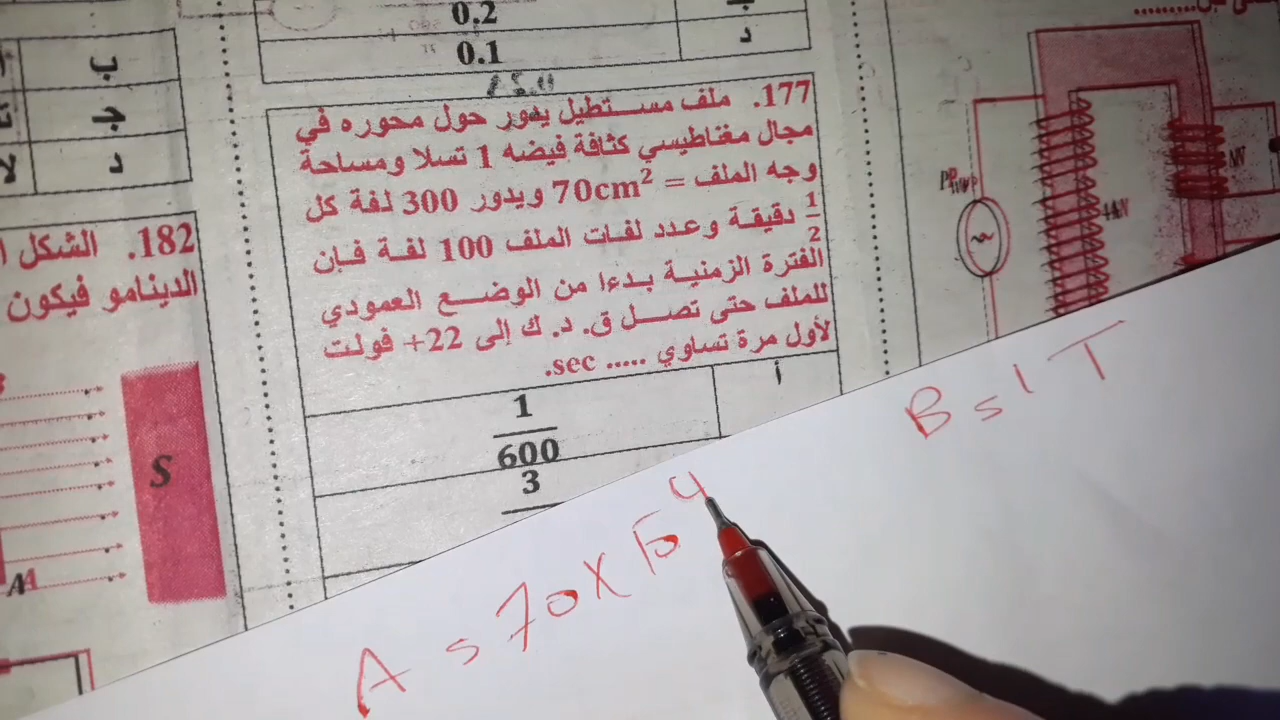 0.2
د
0.1
ب
جـ
د
177. ملف مستطيل يدور حول محوره في
مجال مغناطيسي كثافة فيضه 1 تسلا ومساحة
وجه الملف = 70cm² ويدور 300 لفة كل
1/2 دقيقة وعدد لفات الملف 100 لفة فإن
الفترة الزمنية بدءا من الوضع العمودي
للملف حتى تصل ق. د. ك إلى 22+ فولت
لأول مرة تساوي ..... sec.
أ
1/600
3
182. الشكل
الدينامو فيكون
S
4N
N
B = 1 T
A = 70 × 10⁻⁴